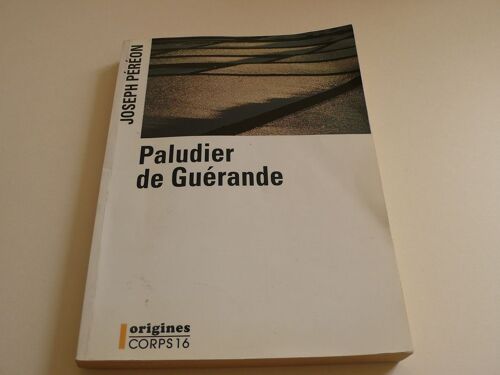 JOSEPH PÉRÉON
Paludier
de Guérande
origines
CORPS 16